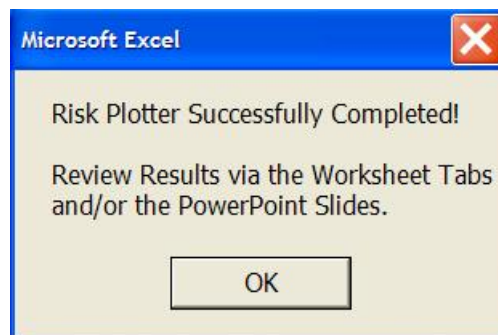 Microsoft Excel
Risk Plotter Successfully Completed!
Review Results via the Worksheet Tabs
and/or the PowerPoint Slides.
OK